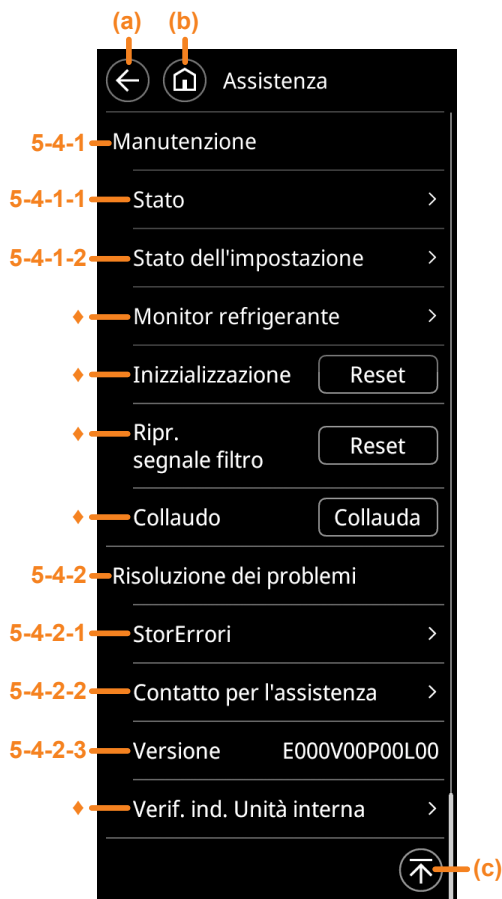 (a) (b)
Assistenza
5-4-1 Manutenzione
5-4-1-1 Stato >
5-4-1-2 Stato dell'impostazione >
♦ Monitor refrigerante >
♦ Inizzializzazione Reset
♦ Ripr.
segnale filtro Reset
♦ Collaudo Collauda
5-4-2 Risoluzione dei problemi
5-4-2-1 StorErrori >
5-4-2-2 Contatto per l'assistenza >
5-4-2-3 Versione E000V00P00L00
♦ Verif. ind. Unità interna >
(c)